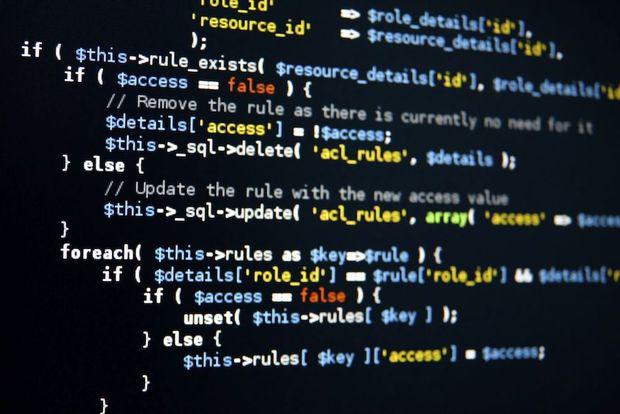 'role_id' => $role_details['id'],
'resource_id' => $resource_details['id'],
);
if ( $this->rule_exists( $resource_details['id'], $role_details['id
if ( $access == false ) {
// Remove the rule as there is currently no need for it
$details['access'] = !$access;
$this->_sql->delete( 'acl_rules', $details );
} else {
// Update the rule with the new access value
$this->_sql->update( 'acl_rules', array( 'access' => $acces
}
foreach( $this->rules as $key=>$rule ) {
if ( $details['role_id'] == $rule['role_id'] && $details['r
if ( $access == false ) {
unset( $this->rules[ $key ] );
} else {
$this->rules[ $key ]['access'] = $access;
}
}